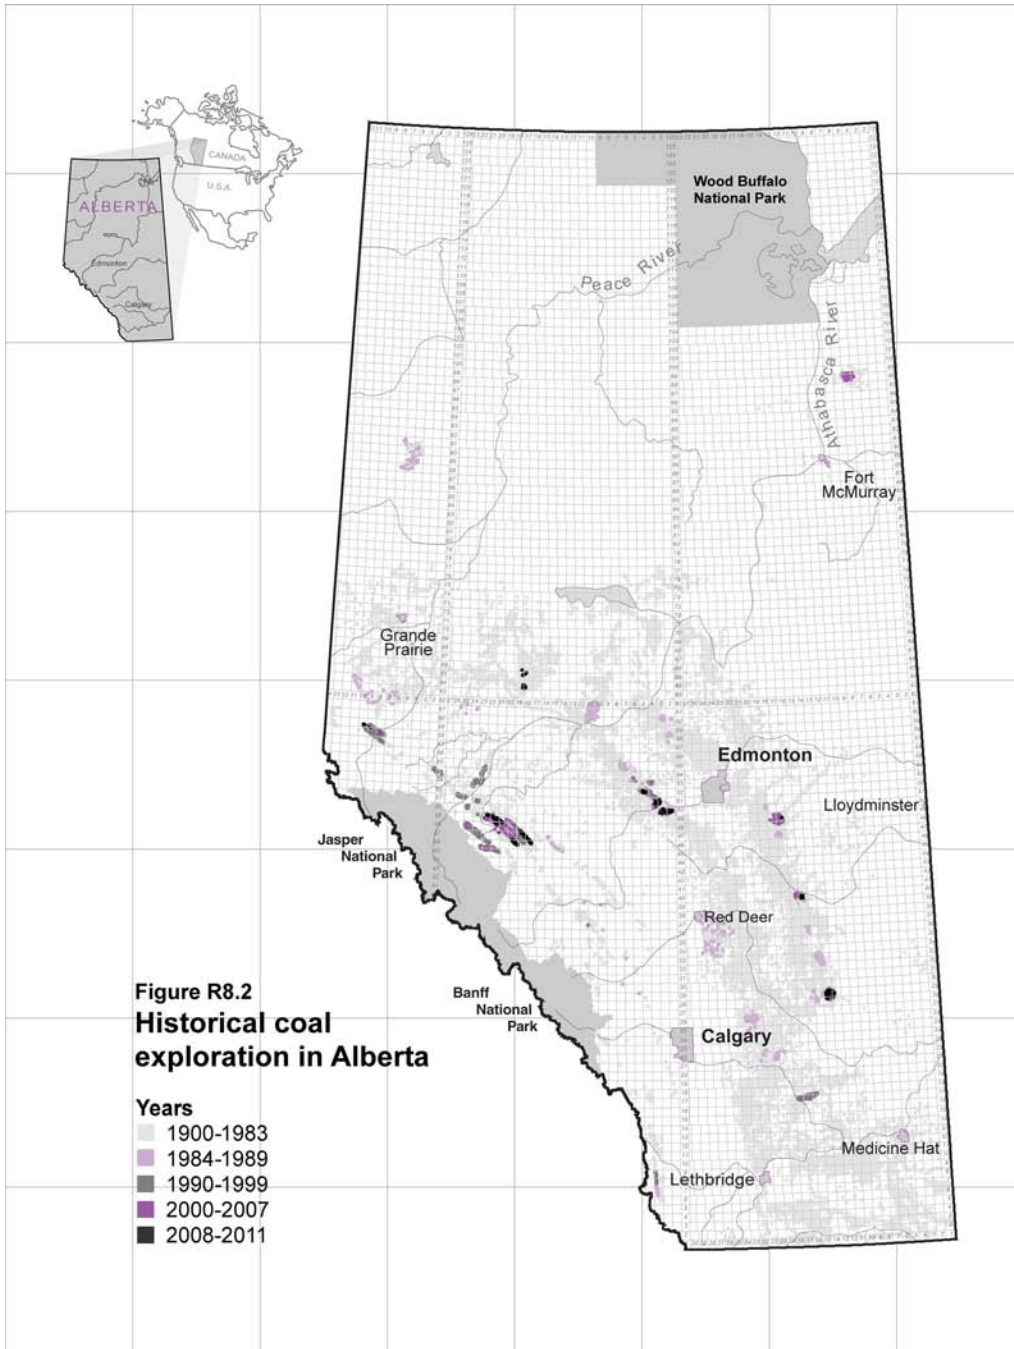 CANADA
U.S.A.
ALBERTA
Edmonton
Calgary
Wood Buffalo
National Park
Peace River
Athabasca River
Fort
McMurray
Grande
Prairie
Edmonton
Lloydminster
Jasper
National
Park
Red Deer
Banff
National
Park
Calgary
Medicine Hat
Lethbridge
Figure R8.2
Historical coal
exploration in Alberta
Years
1900-1983
1984-1989
1990-1999
2000-2007
2008-2011